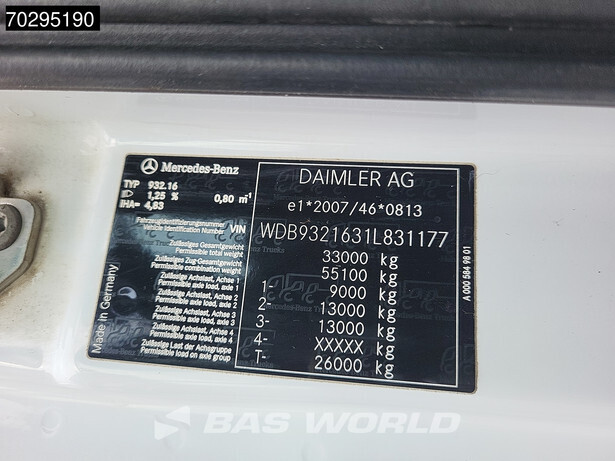 70295190
Mercedes-Benz
TYP 932.16
1,25 % 0,80 m⁻¹
IHA= 4,83
DAIMLER AG
e1*2007/46*0813
Fahrzeugidentifizierungsnummer
Vehicle Identification Number VIN WDB9321631L831177
Zulässiges Gesamtgewicht
Permissible total weight 33000 kg
Zulässiges Zug-Gesamtgewicht
Permissible combination weight 55100 kg
Zulässige Achslast, Achse 1
Permissible axle load, axle 1 1- 9000 kg
Zulässige Achslast, Achse 2
Permissible axle load, axle 2 2- 13000 kg
Zulässige Achslast, Achse 3
Permissible axle load, axle 3 3- 13000 kg
Zulässige Achslast, Achse 4
Permissible axle load, axle 4 4- XXXXX kg
Zulässige Last der Achsgruppe
Permissible load on axle group T- 26000 kg
Made in Germany
A 000 584 98 01
BAS WORLD